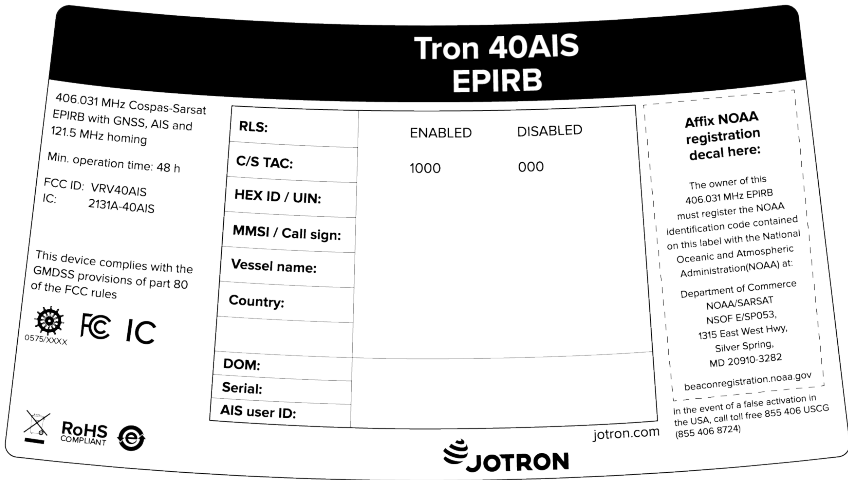 Tron 40AIS
EPIRB
406.031 MHz Cospas-Sarsat
EPIRB with GNSS, AIS and
121.5 MHz homing
Min. operation time: 48 h
FCC ID: VRV40AIS
IC: 2131A-40AIS
This device complies with the
GMDSS provisions of part 80
of the FCC rules
0575/XXXX
FC IC
RoHS
COMPLIANT
e
RLS: ENABLED DISABLED
C/S TAC: 1000 000
HEX ID / UIN:
MMSI / Call sign:
Vessel name:
Country:
DOM:
Serial:
AIS user ID:
jotron.com
JOTRON
Affix NOAA
registration
decal here:
The owner of this
406.031 MHz EPIRB
must register the NOAA
identification code contained
on this label with the National
Oceanic and Atmospheric
Administration(NOAA) at:
Department of Commerce
NOAA/SARSAT
NSOF E/SP053,
1315 East West Hwy,
Silver Spring,
MD 20910-3282
beaconregistration.noaa.gov
In the event of a false activation in
the USA, call toll free 855 406 USCG
(855 406 8724)